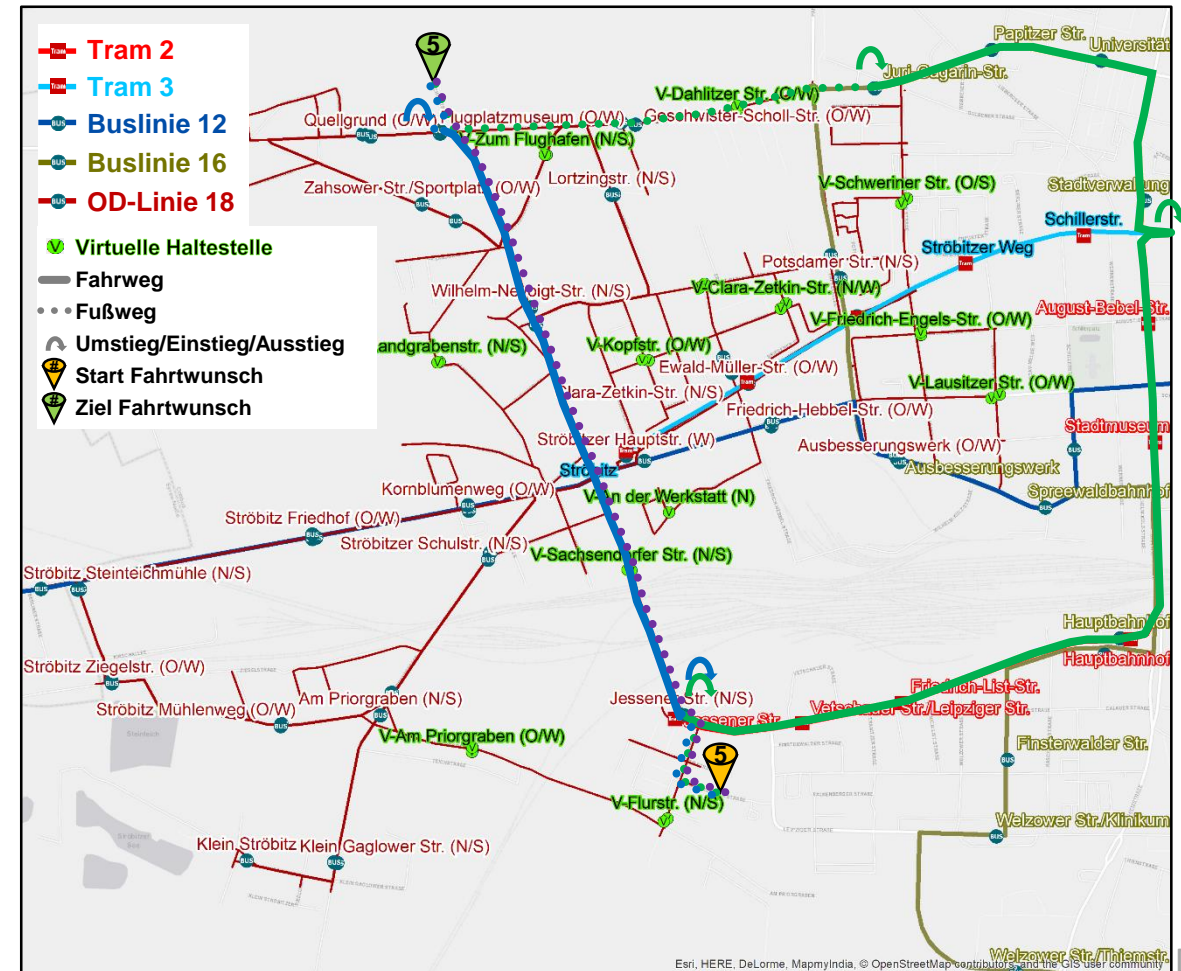 Tram 2
Tram 3
Buslinie 12
Buslinie 16
OD-Linie 18
Virtuelle Haltestelle
Fahrweg
Fußweg
Umstieg/Einstieg/Ausstieg
Start Fahrtwunsch
Ziel Fahrtwunsch
5
Papitzer Str.
Universität
Juri-Gagarin-Str.
V-Dahlitzer Str. (O/W)
Quellgrund (O/W)
Flugplatzmuseum (O/W)
Geschwister-Scholl-Str. (O/W)
V-Zum Flughafen (N/S)
Zahsower-Str./Sportplatz (O/W)
Lortzingstr. (N/S)
V-Schweriner Str. (O/S)
Stadtverwaltung
Schillerstr.
Ströbitzer Weg
Potsdamer Str. (N/S)
Wilhelm-Nevoigt-Str. (N/S)
V-Clara-Zetkin-Str. (N/W)
August-Bebel-Str.
V-Friedrich-Engels-Str. (O/W)
andgrabenstr. (N/S)
V-Kopfstr. (O/W)
Ewald-Müller-Str. (O/W)
V-Lausitzer Str. (O/W)
Clara-Zetkin-Str. (N/S)
Friedrich-Hebbel-Str. (O/W)
Stadtmuseum
Ströbitzer Hauptstr. (W)
Ausbesserungswerk (O/W)
Ströbitz
Ausbesserungswerk
Kornblumenweg (O/W)
V-An der Werkstatt (N)
Spreewaldbahnhof
Ströbitz Friedhof (O/W)
Ströbitzer Schulstr. (N/S)
V-Sachsendorfer Str. (N/S)
Ströbitz Steinteichmühle (N/S)
Hauptbahnhof
Hauptbahnhof
Ströbitz Ziegelstr. (O/W)
Friedrich-List-Str.
Jessener Str. (N/S)
Am Priorgraben (N/S)
Ströbitz Mühlenweg (O/W)
Jessener Str.
Vetschauer Str./Leipziger Str.
V-Am Priorgraben (O/W)
Finsterwalder Str.
5
V-Flurstr. (N/S)
Welzower Str./Klinikum
Klein Ströbitz
Klein Gaglower Str. (N/S)
Welzower Str./Thiemstr.
Esri, HERE, DeLorme, MapmyIndia, © OpenStreetMap contributors, and the GIS user community